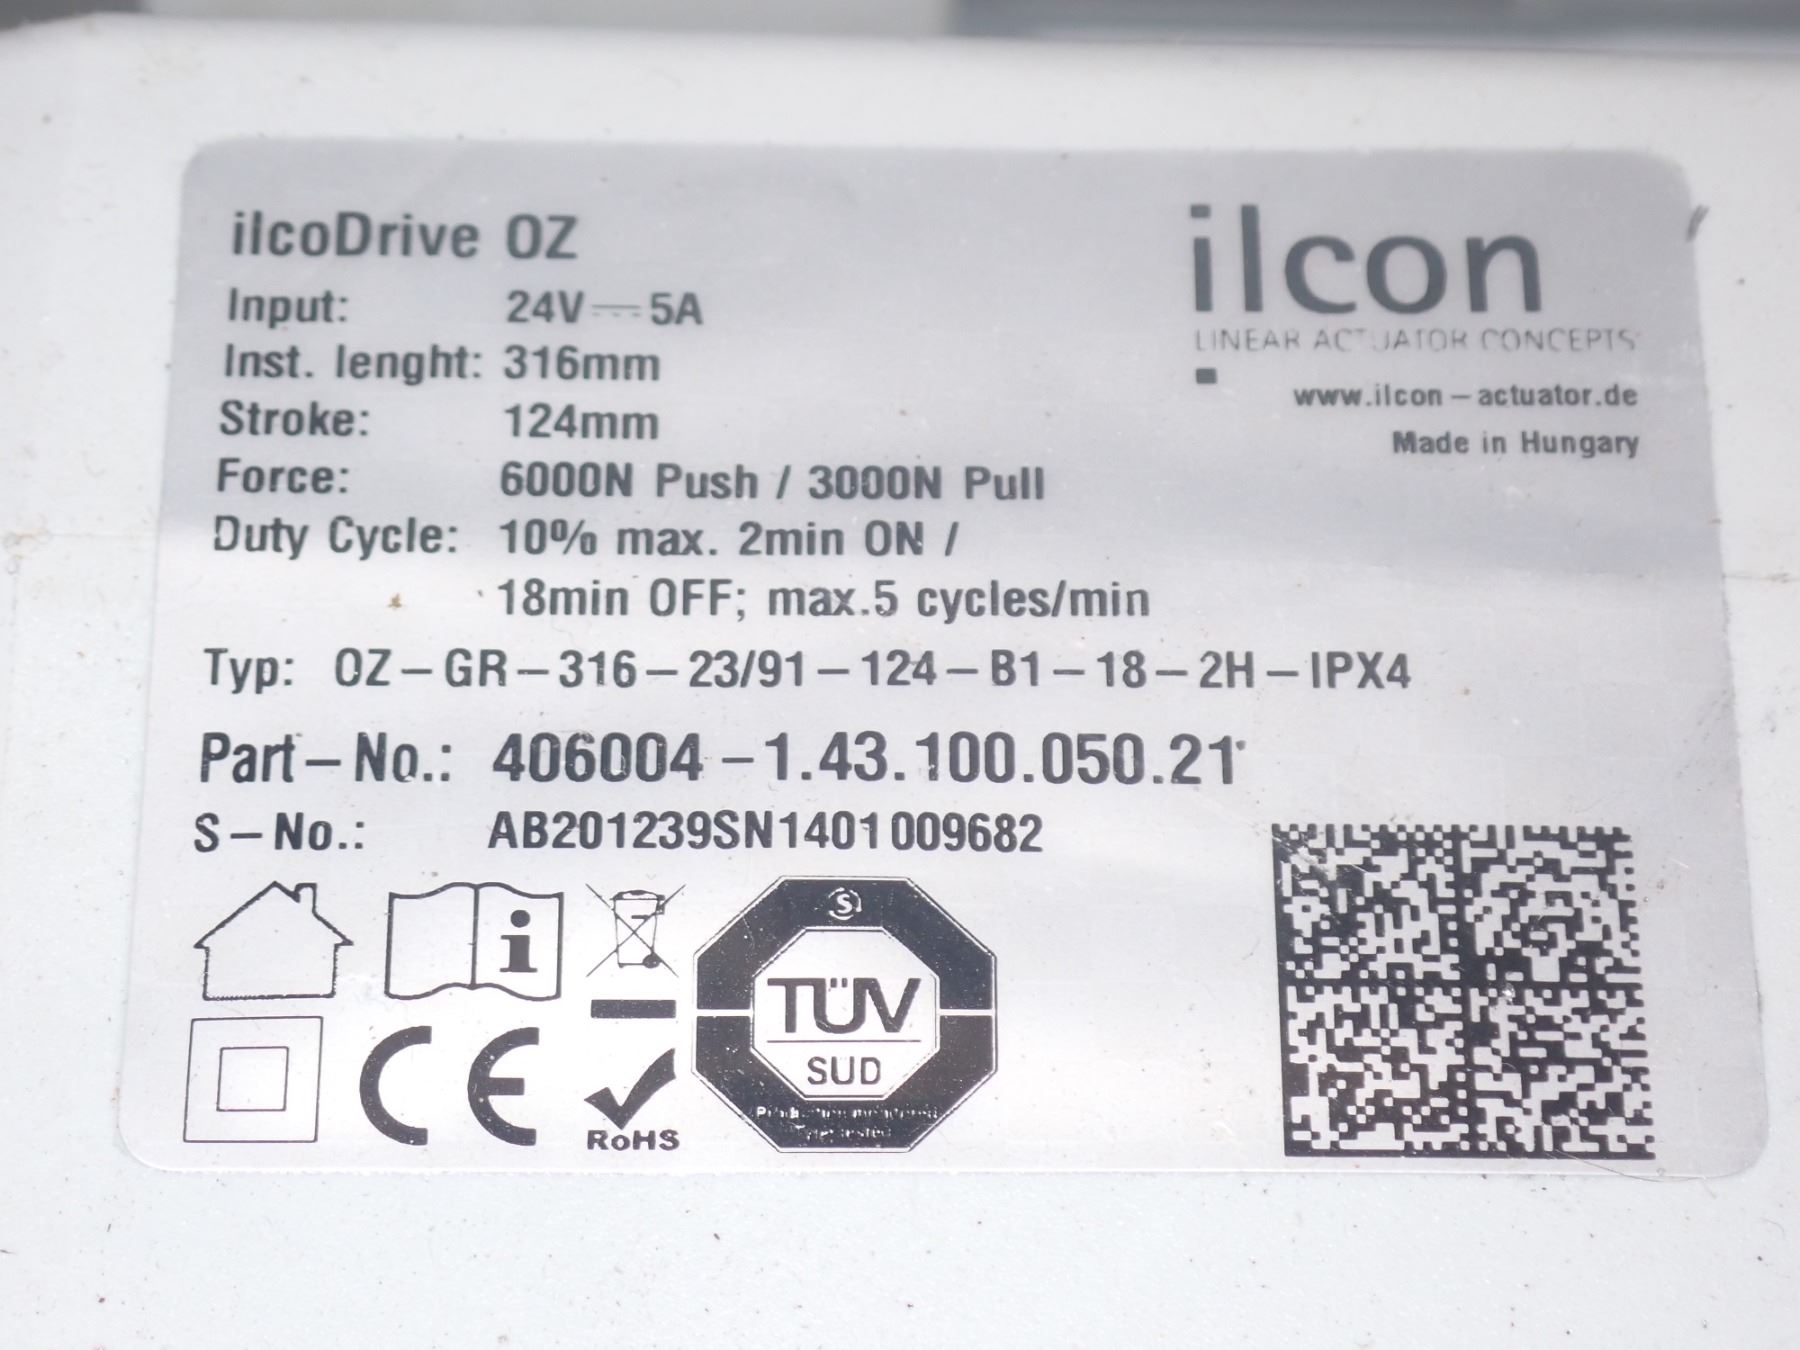 ilcoDrive OZ
Input: 24V⎓5A
Inst. lenght: 316mm
Stroke: 124mm
Force: 6000N Push / 3000N Pull
Duty Cycle: 10% max. 2min ON /
18min OFF; max.5 cycles/min
Typ: OZ-GR-316-23/91-124-B1-18-2H-IPX4
Part-No.: 406004-1.43.100.050.21
S-No.: AB201239SN1401009682
ilcon
LINEAR ACTUATOR CONCEPTS
www.ilcon-actuator.de
Made in Hungary
i
CE
RoHS
S
TÜV
SÜD